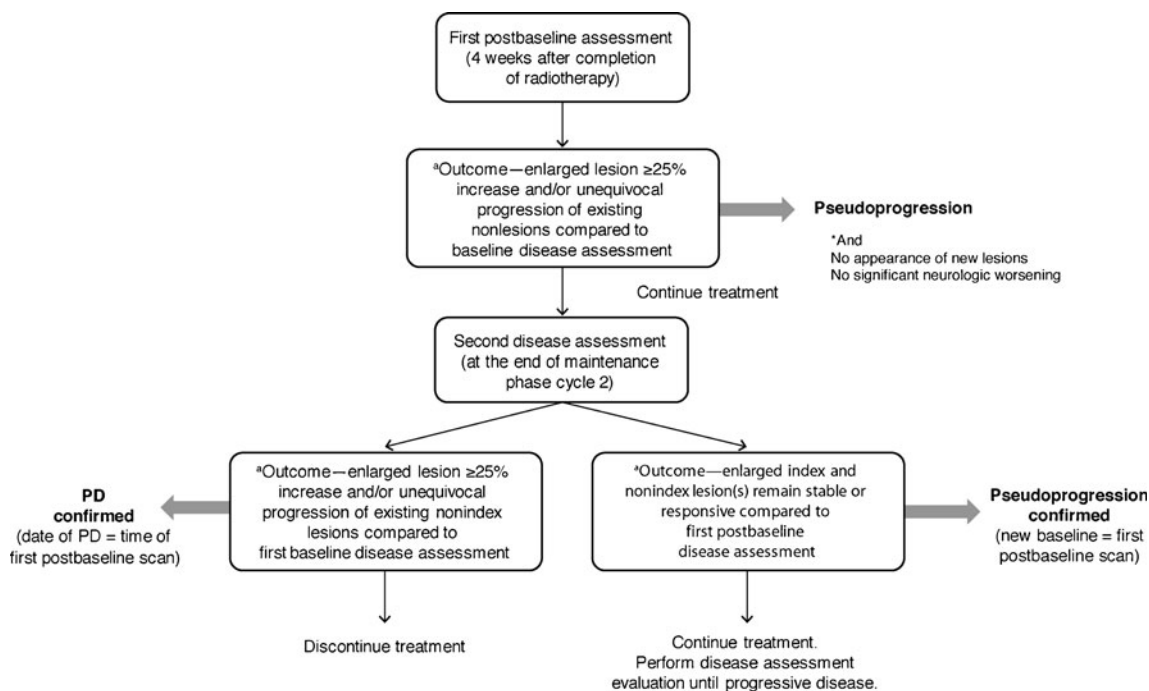 First postbaseline assessment
(4 weeks after completion
of radiotherapy)
ᵃOutcome—enlarged lesion ≥25%
increase and/or unequivocal
progression of existing
nonlesions compared to
baseline disease assessment
Pseudoprogression
*And
No appearance of new lesions
No significant neurologic worsening
Continue treatment
Second disease assessment
(at the end of maintenance
phase cycle 2)
PD
confirmed
(date of PD = time of
first postbaseline scan)
ᵃOutcome—enlarged lesion ≥25%
increase and/or unequivocal
progression of existing nonindex
lesions compared to
first baseline disease assessment
ᵃOutcome—enlarged index and
nonindex lesion(s) remain stable or
responsive compared to
first postbaseline
disease assessment
Pseudoprogression
confirmed
(new baseline = first
postbaseline scan)
Discontinue treatment
Continue treatment.
Perform disease assessment
evaluation until progressive disease.